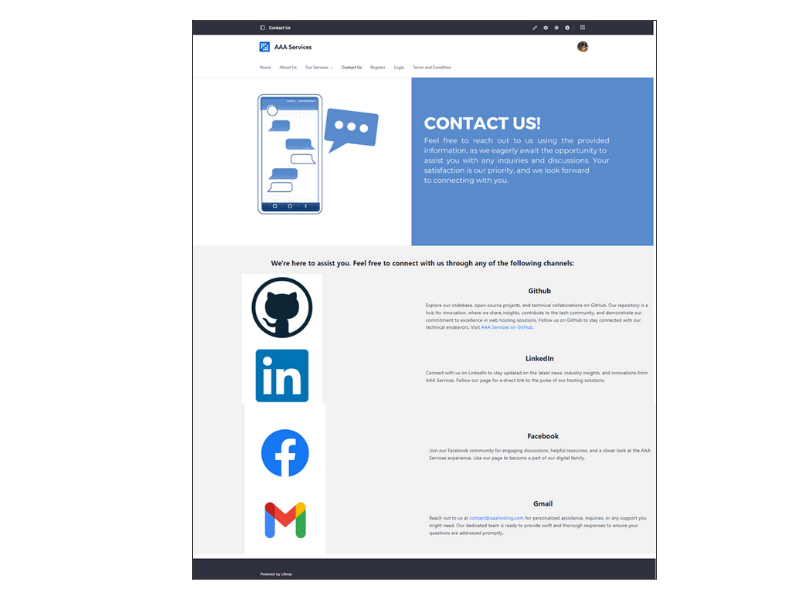 Contact Us
AAA Services
Home About Us Our Services Contact Us Register Login Terms and Condition
CONTACT US!
Feel free to reach out to us using the provided
information, as we eagerly await the opportunity to
assist you with any inquiries and discussions. Your
satisfaction is our priority, and we look forward
to connecting with you.
We're here to assist you. Feel free to connect with us through any of the following channels:
Github
Explore our codebase, open-source projects, and technical collaborations on GitHub. Our repository is a
hub for innovation, where we share insights, contribute to the tech community, and demonstrate our
commitment to excellence in web hosting solutions. Follow us on GitHub to stay connected with our
technical endeavors. Visit AAA Services on GitHub.
in
LinkedIn
Connect with us on LinkedIn to stay updated on the latest news, industry insights, and innovations from
AAA Services. Follow our page for a direct link to the pulse of our hosting solutions.
Facebook
Join our Facebook community for engaging discussions, helpful resources, and a closer look at the AAA
Services experience. Like our page to become a part of our digital family.
Gmail
Reach out to us at contact@aaahosting.com for personalized assistance, inquiries, or any support you
might need. Our dedicated team is ready to provide swift and thorough responses to ensure your
questions are addressed promptly.
Powered by Liferay